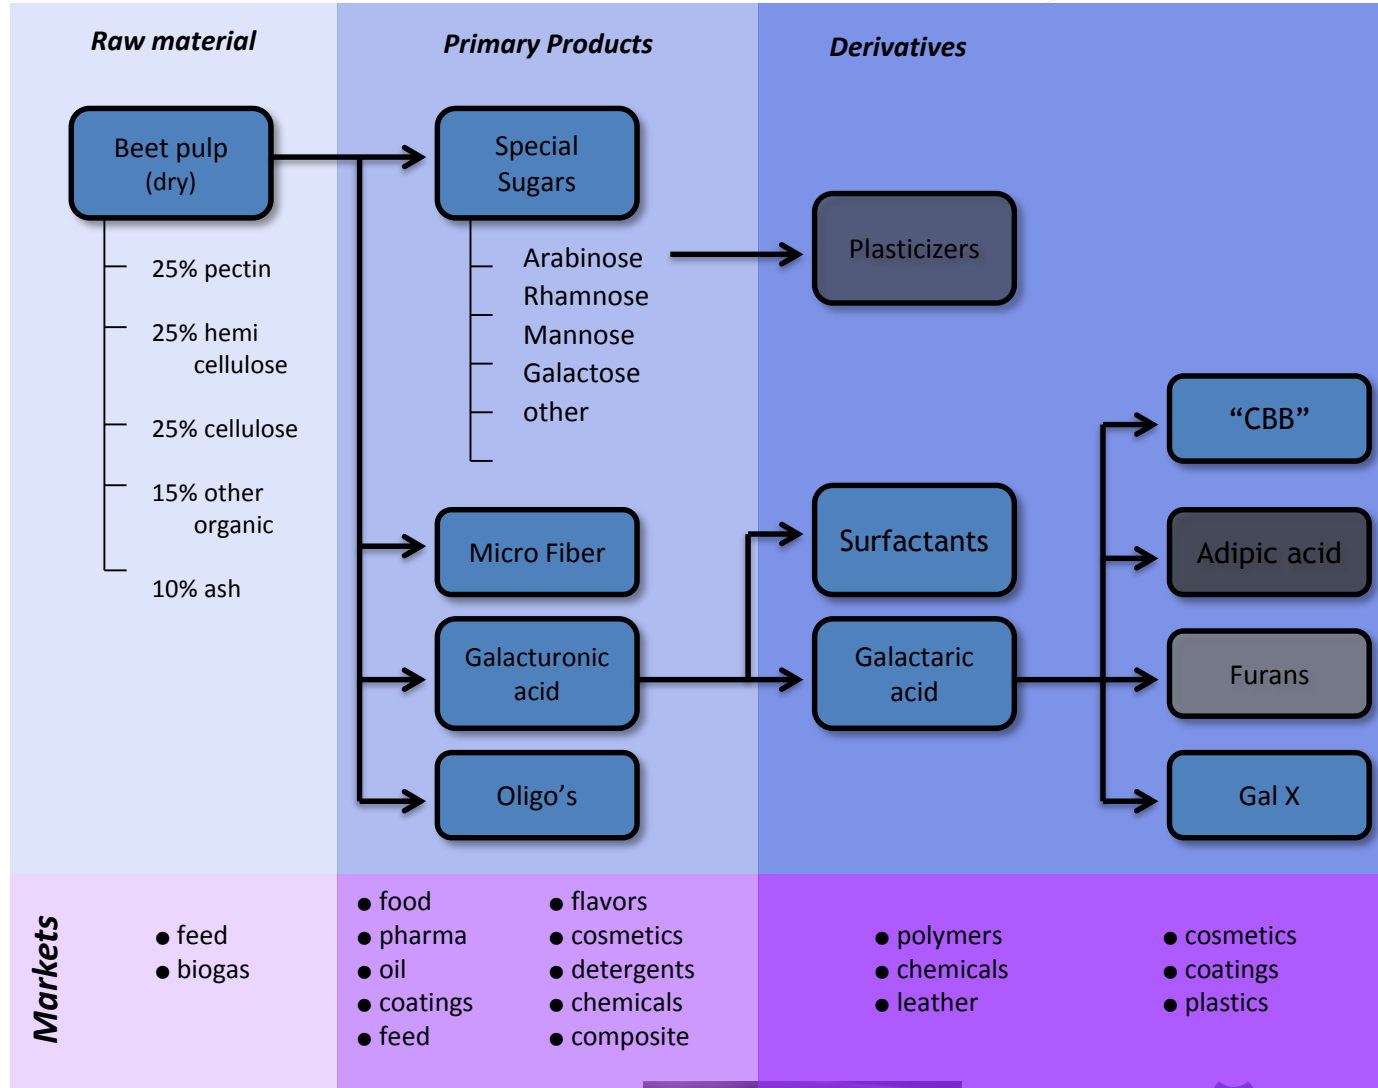 Raw material
Primary Products
Derivatives
Beet pulp
(dry)
25% pectin
25% hemi
cellulose
25% cellulose
15% other
organic
10% ash
Special
Sugars
Arabinose
Rhamnose
Mannose
Galactose
other
Micro Fiber
Galacturonic
acid
Oligo’s
Plasticizers
Surfactants
Galactaric
acid
“CBB”
Adipic acid
Furans
Gal X
Markets
● feed
● biogas
● food
● pharma
● oil
● coatings
● feed
● flavors
● cosmetics
● detergents
● chemicals
● composite
● polymers
● chemicals
● leather
● cosmetics
● coatings
● plastics